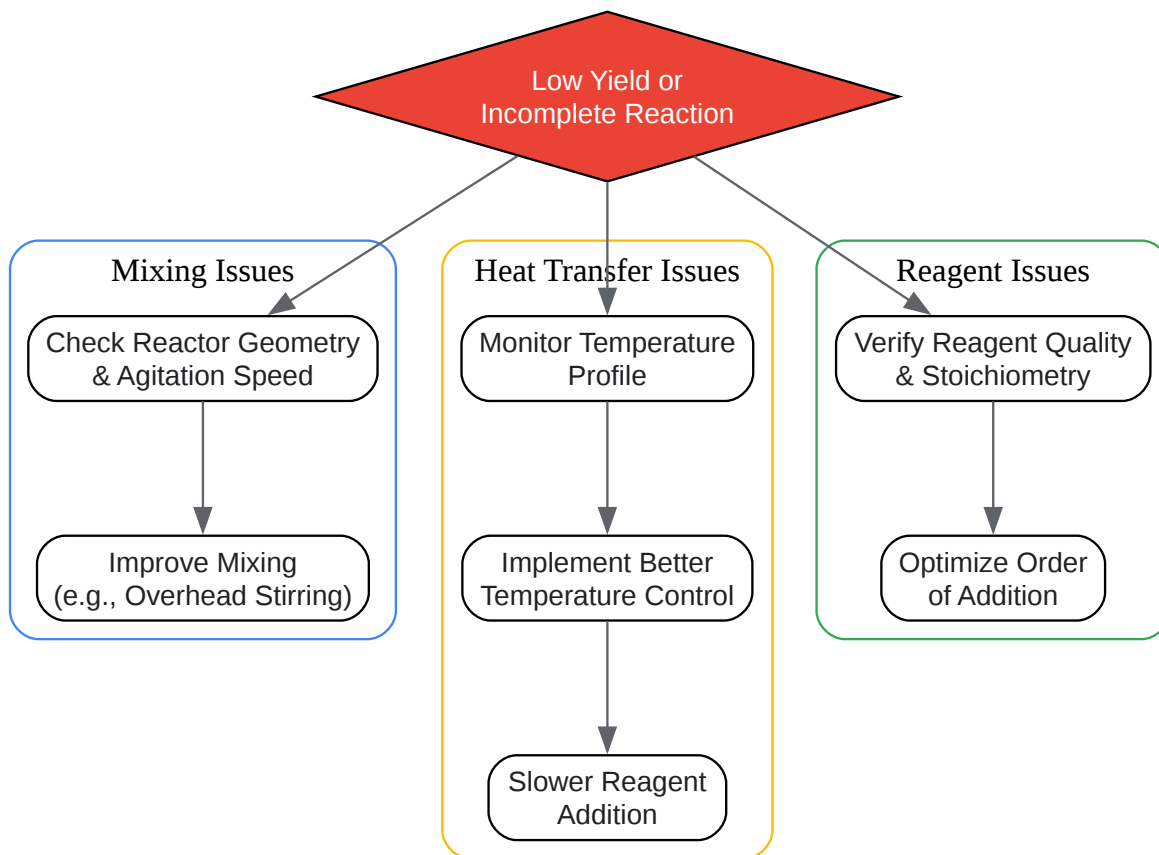 Low Yield or
Incomplete Reaction
Mixing Issues
Check Reactor Geometry
& Agitation Speed
Improve Mixing
(e.g., Overhead Stirring)
Heat Transfer Issues
Monitor Temperature
Profile
Implement Better
Temperature Control
Slower Reagent
Addition
Reagent Issues
Verify Reagent Quality
& Stoichiometry
Optimize Order
of Addition